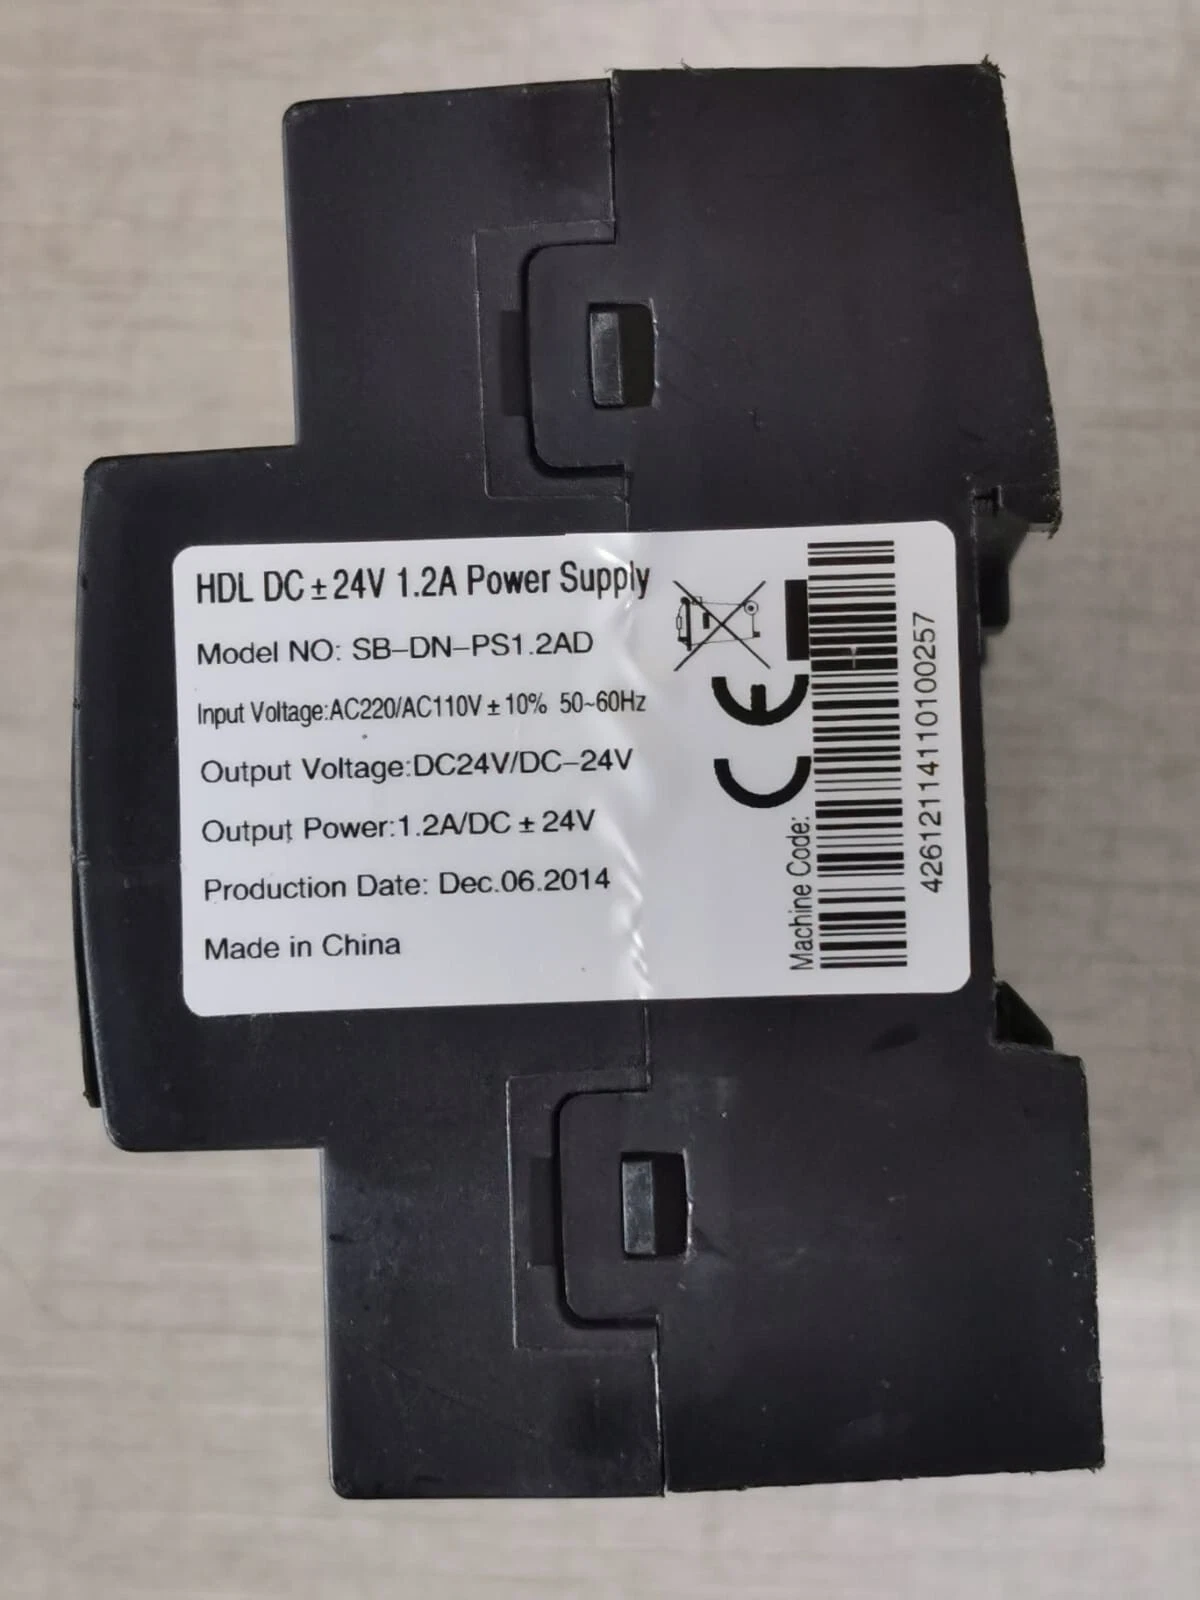 HDL DC ± 24V 1.2A Power Supply
Model NO: SB-DN-PS1.2AD
Input Voltage:AC220/AC110V ± 10% 50~60Hz
Output Voltage:DC24V/DC-24V
Output Power:1.2A/DC ± 24V
Production Date: Dec.06.2014
Made in China
CE
Machine Code:
4261211411010​0257